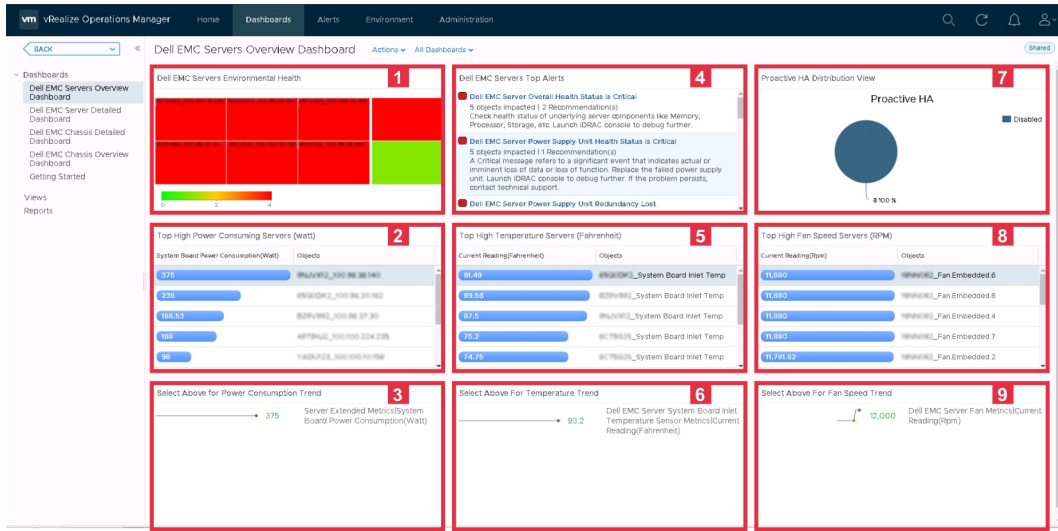 vm vRealize Operations Manager Home Dashboards Alerts Environment Administration
BACK
Dell EMC Servers Overview Dashboard Actions All Dashboards Shared
Dashboards
Dell EMC Servers Overview
Dashboard
Dell EMC Server Detailed
Dashboard
Dell EMC Chassis Detailed
Dashboard
Dell EMC Chassis Overview
Dashboard
Getting Started
Views
Reports
Dell EMC Servers Environmental Health 1
0 2 4
Dell EMC Servers Top Alerts 4
Dell EMC Server Overall Health Status is Critical
5 objects impacted | 2 Recommendation(s)
Check health status of underlying server components like Memory,
Processor, Storage, etc. Launch iDRAC console to debug further.
Dell EMC Server Power Supply Unit Health Status is Critical
5 objects impacted | 1 Recommendation(s)
A Critical message refers to a significant event that indicates actual or
imminent loss of data or loss of function. Replace the failed power supply
unit. Launch iDRAC console to debug further. If the problem persists,
contact technical support.
Dell EMC Server Power Supply Unit Redundancy Lost
Proactive HA Distribution View 7
Proactive HA
Disabled
8 100 %
Top High Power Consuming Servers (watt) 2
System Board Power Consumption(Watt) Objects
375
238
188.53
188
96
Top High Temperature Servers (Fahrenheit) 5
Current Reading(Fahrenheit) Objects
91.49 _System Board Inlet Temp
89.56 _System Board Inlet Temp
87.5 _System Board Inlet Temp
75.2 _System Board Inlet Temp
74.75 _System Board Inlet Temp
Top High Fan Speed Servers (RPM) 8
Current Reading(Rpm) Objects
11,880 _Fan.Embedded.6
11,880 _Fan.Embedded.8
11,880 _Fan.Embedded.4
11,880 _Fan.Embedded.7
11,781.82 _Fan.Embedded.2
Select Above for Power Consumption Trend 3
375 Server Extended Metrics|System
Board Power Consumption(Watt)
Select Above For Temperature Trend 6
93.2 Dell EMC Server System Board Inlet
Temperature Sensor Metrics|Current
Reading(Fahrenheit)
Select Above For Fan Speed Trend 9
12,000 Dell EMC Server Fan Metrics|Current
Reading(Rpm)